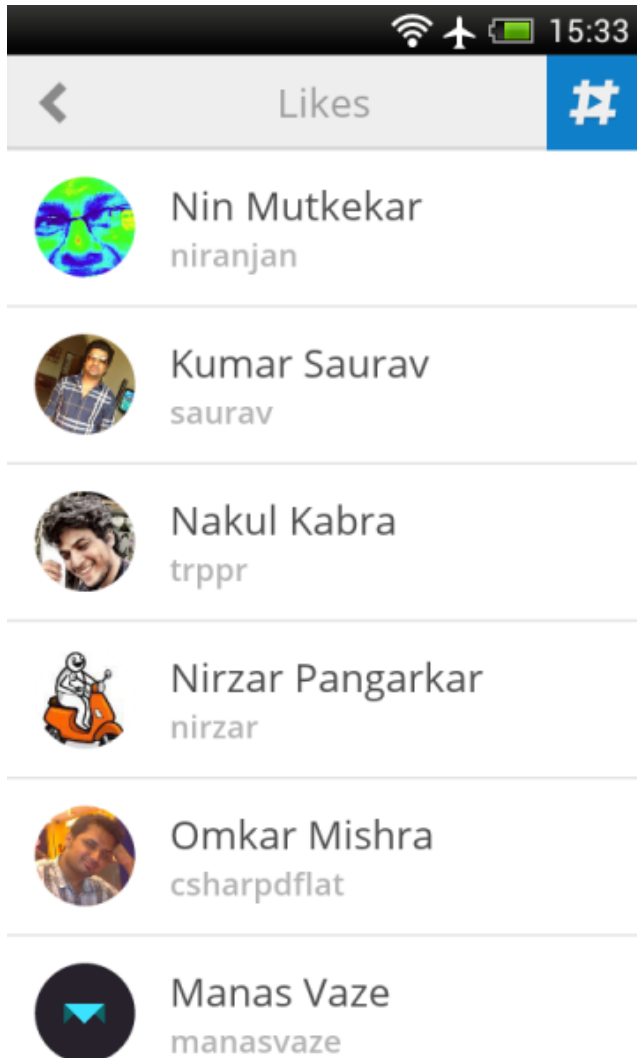 15:33
Likes
Nin Mutkekar
niranjan
Kumar Saurav
saurav
Nakul Kabra
trppr
Nirzar Pangarkar
nirzar
Omkar Mishra
csharpdflat
Manas Vaze
manasvaze